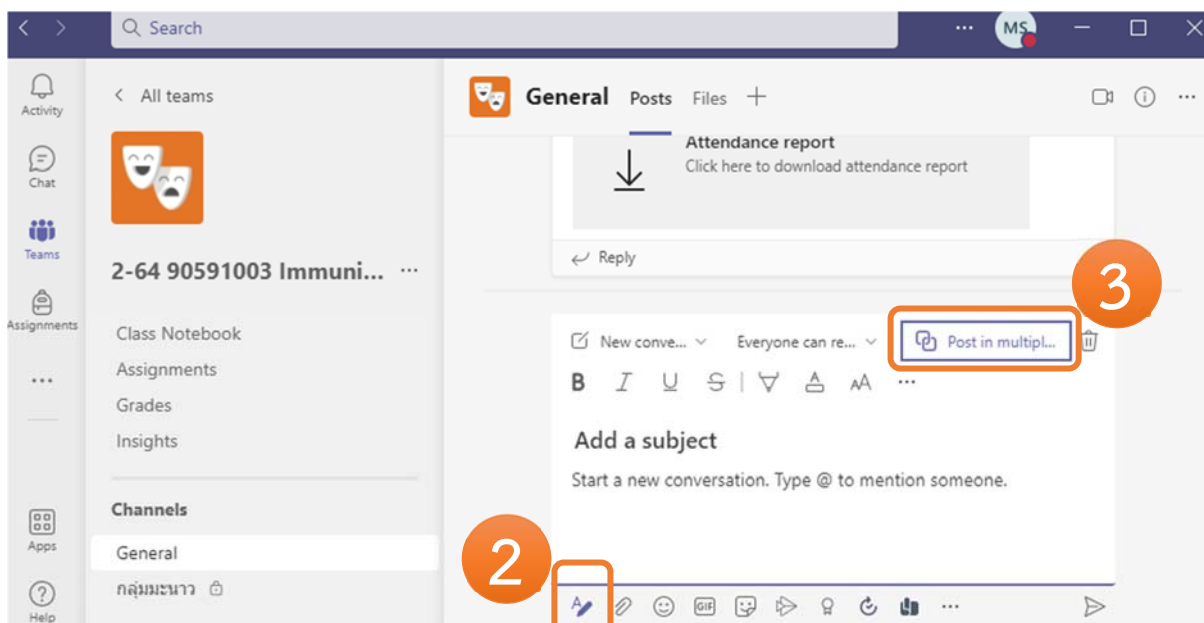 Search
MS
Activity
Chat
Teams
Assignments
Apps
Help
All teams
2-64 90591003 Immuni...
Class Notebook
Assignments
Grades
Insights
Channels
General
กลุ่มมะนาว
General Posts Files
Attendance report
Click here to download attendance report
Reply
3
New conve... Everyone can re... Post in multipl...
B I U S A AA
Add a subject
Start a new conversation. Type @ to mention someone.
2
GIF